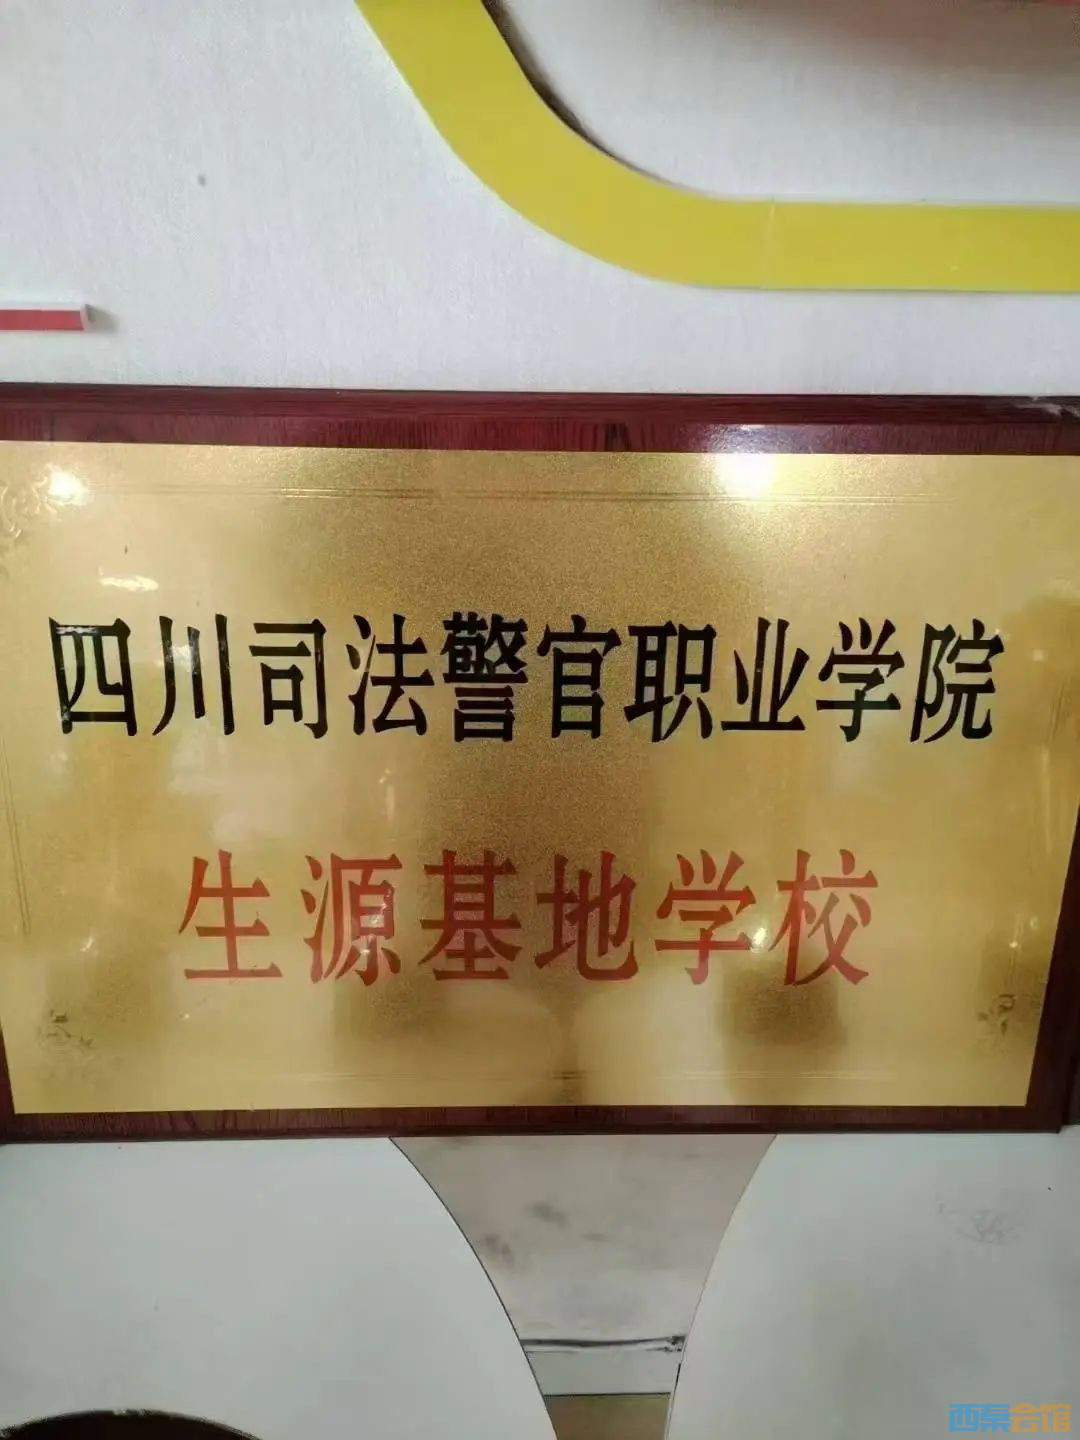 四川司法警官职业学院
生源基地学校
西秦会馆